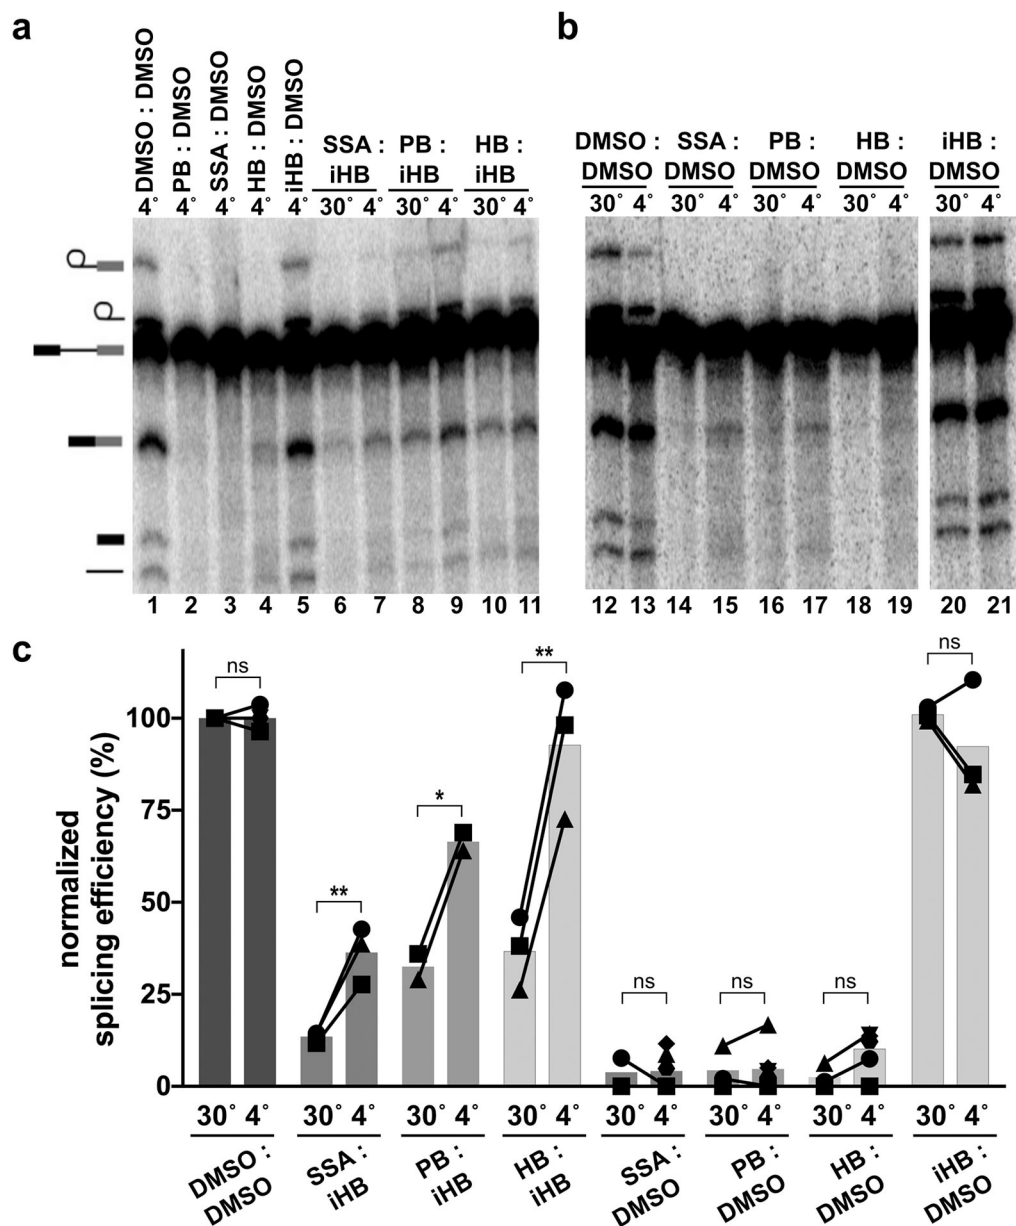 a
DMSO : DMSO
PB : DMSO
SSA : DMSO
HB : DMSO
iHB : DMSO
SSA : iHB
PB : iHB
HB : iHB
4° 4° 4° 4° 4° 30° 4° 30° 4° 30° 4°
1 2 3 4 5 6 7 8 9 10 11
b
DMSO : DMSO
SSA : DMSO
PB : DMSO
HB : DMSO
iHB : DMSO
30° 4° 30° 4° 30° 4° 30° 4° 30° 4°
12 13 14 15 16 17 18 19 20 21
c
normalized
splicing efficiency (%)
100
75
50
25
0
ns
**
*
**
ns
ns
ns
ns
30° 4° 30° 4° 30° 4° 30° 4° 30° 4° 30° 4° 30° 4° 30° 4°
DMSO : DMSO
SSA : iHB
PB : iHB
HB : iHB
SSA : DMSO
PB : DMSO
HB : DMSO
iHB : DMSO